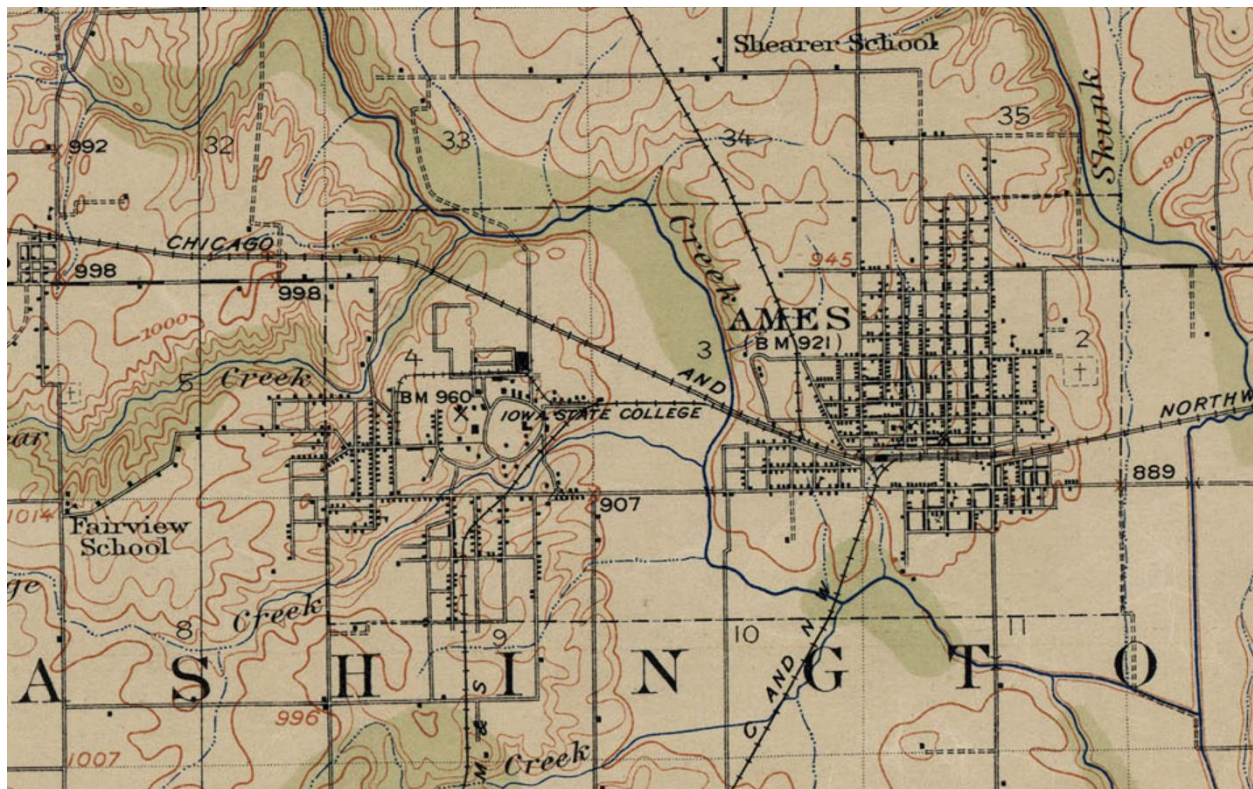 Shearer School
Skunk
35
34
33
32
992
900
Creek
CHICAGO
998
945
998
1000
AMES
(BM 921)
3
2
4
5
Creek
AND
BM 960
IOWA STATE COLLEGE
NORTHW
ear
889
907
1014
Fairview
School
ge
Creek
8
9
10
11
C AND N W
A S H I N G T O
M. & S
996
1007
Creek